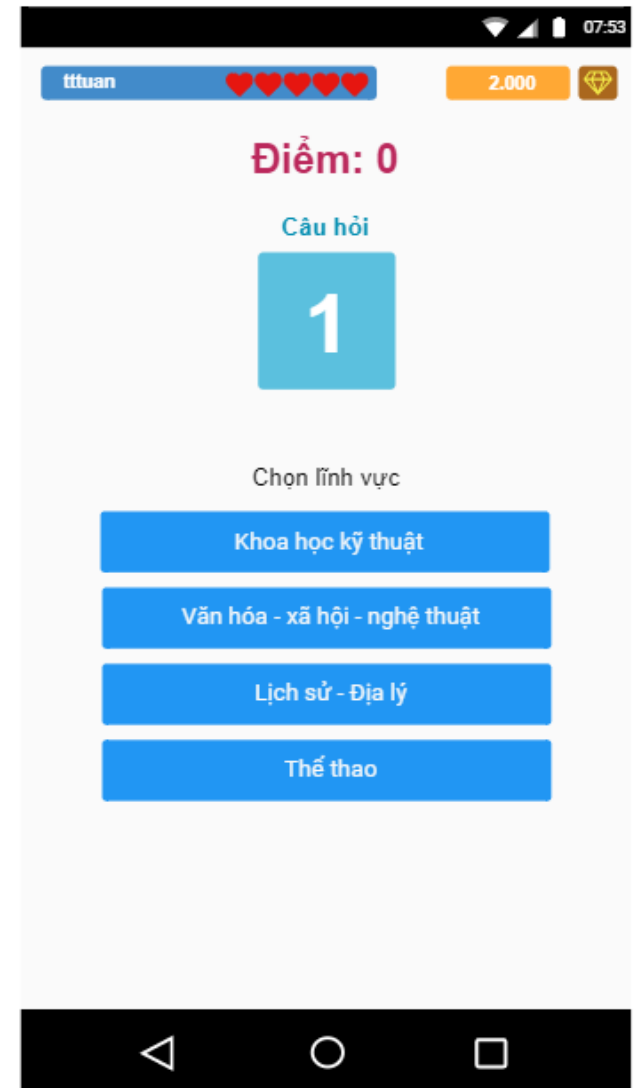 07:53
tttuan 2.000
Điểm: 0
Câu hỏi
1
Chọn lĩnh vực
Khoa học kỹ thuật
Văn hóa - xã hội - nghệ thuật
Lịch sử - Địa lý
Thể thao